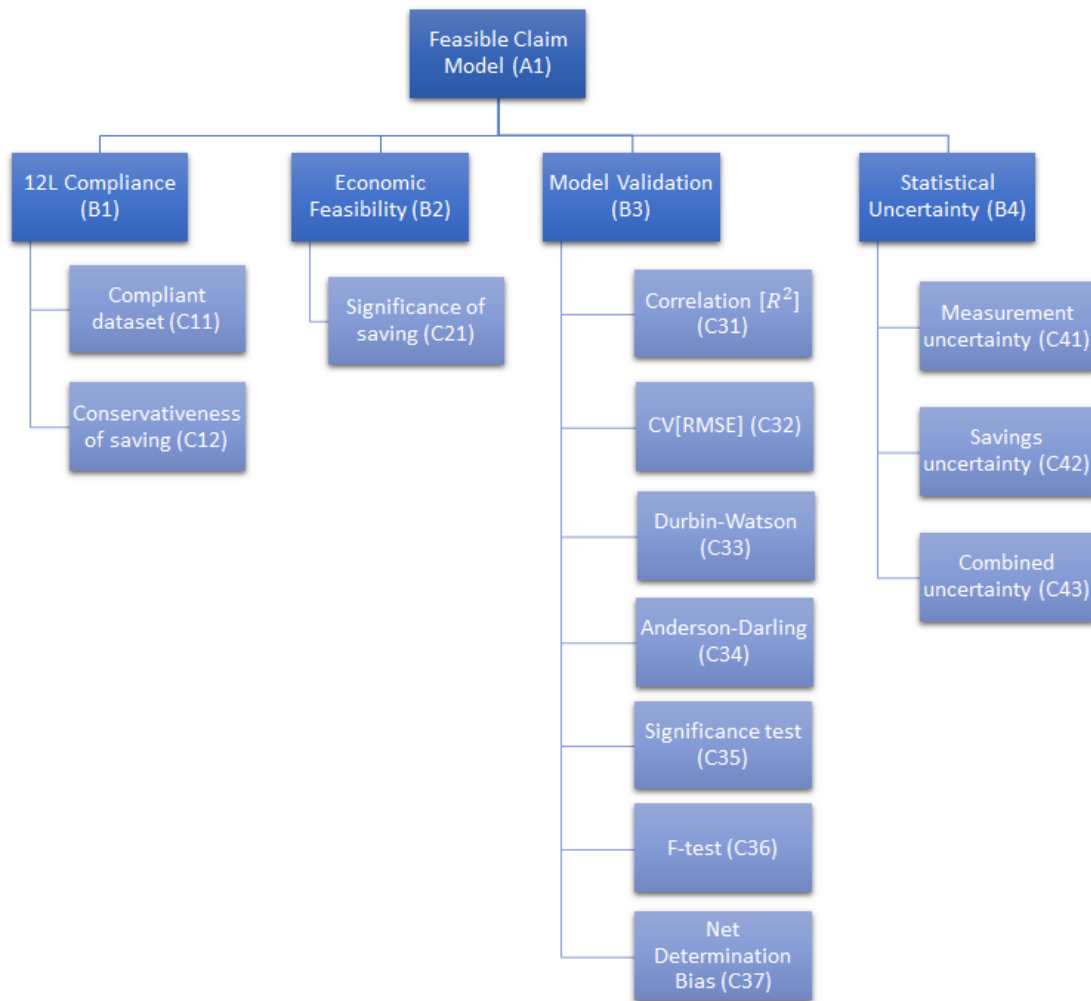 Feasible Claim
Model (A1)
12L Compliance
(B1)
Economic
Feasibility (B2)
Model Validation
(B3)
Statistical
Uncertainty (B4)
Compliant
dataset (C11)
Conservativeness
of saving (C12)
Significance of
saving (C21)
Correlation [R²]
(C31)
CV[RMSE] (C32)
Durbin-Watson
(C33)
Anderson-Darling
(C34)
Significance test
(C35)
F-test (C36)
Net
Determination
Bias (C37)
Measurement
uncertainty (C41)
Savings
uncertainty (C42)
Combined
uncertainty (C43)